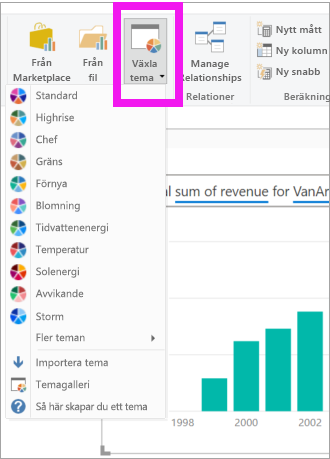 Från
Marketplace
Från
fil
Växla
tema
Manage
Relationships
Relationer
Nytt mått
Ny kolumn
Ny snabb
Beräkning
Standard
Highrise
Chef
Gräns
Förnya
Blomning
Tidvattenenergi
Temperatur
Solenergi
Avvikande
Storm
Fler teman
Importera tema
Temagalleri
Så här skapar du ett tema
al sum of revenue for VanAr
1998
2000
2002